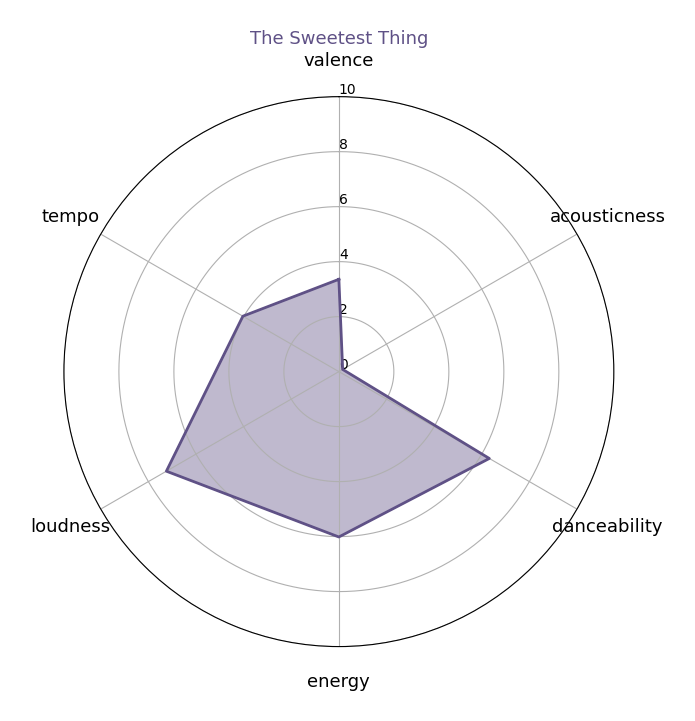 The Sweetest Thing
valence
10
8
6
4
2
0
tempo
acousticness
loudness
danceability
energy